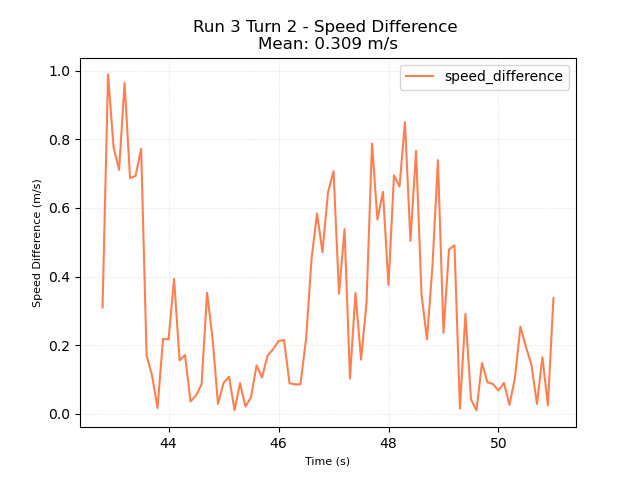 Run 3 Turn 2 - Speed Difference
Mean: 0.309 m/s
speed_difference
Speed Difference (m/s)
1.0
0.8
0.6
0.4
0.2
0.0
44
46
48
50
Time (s)